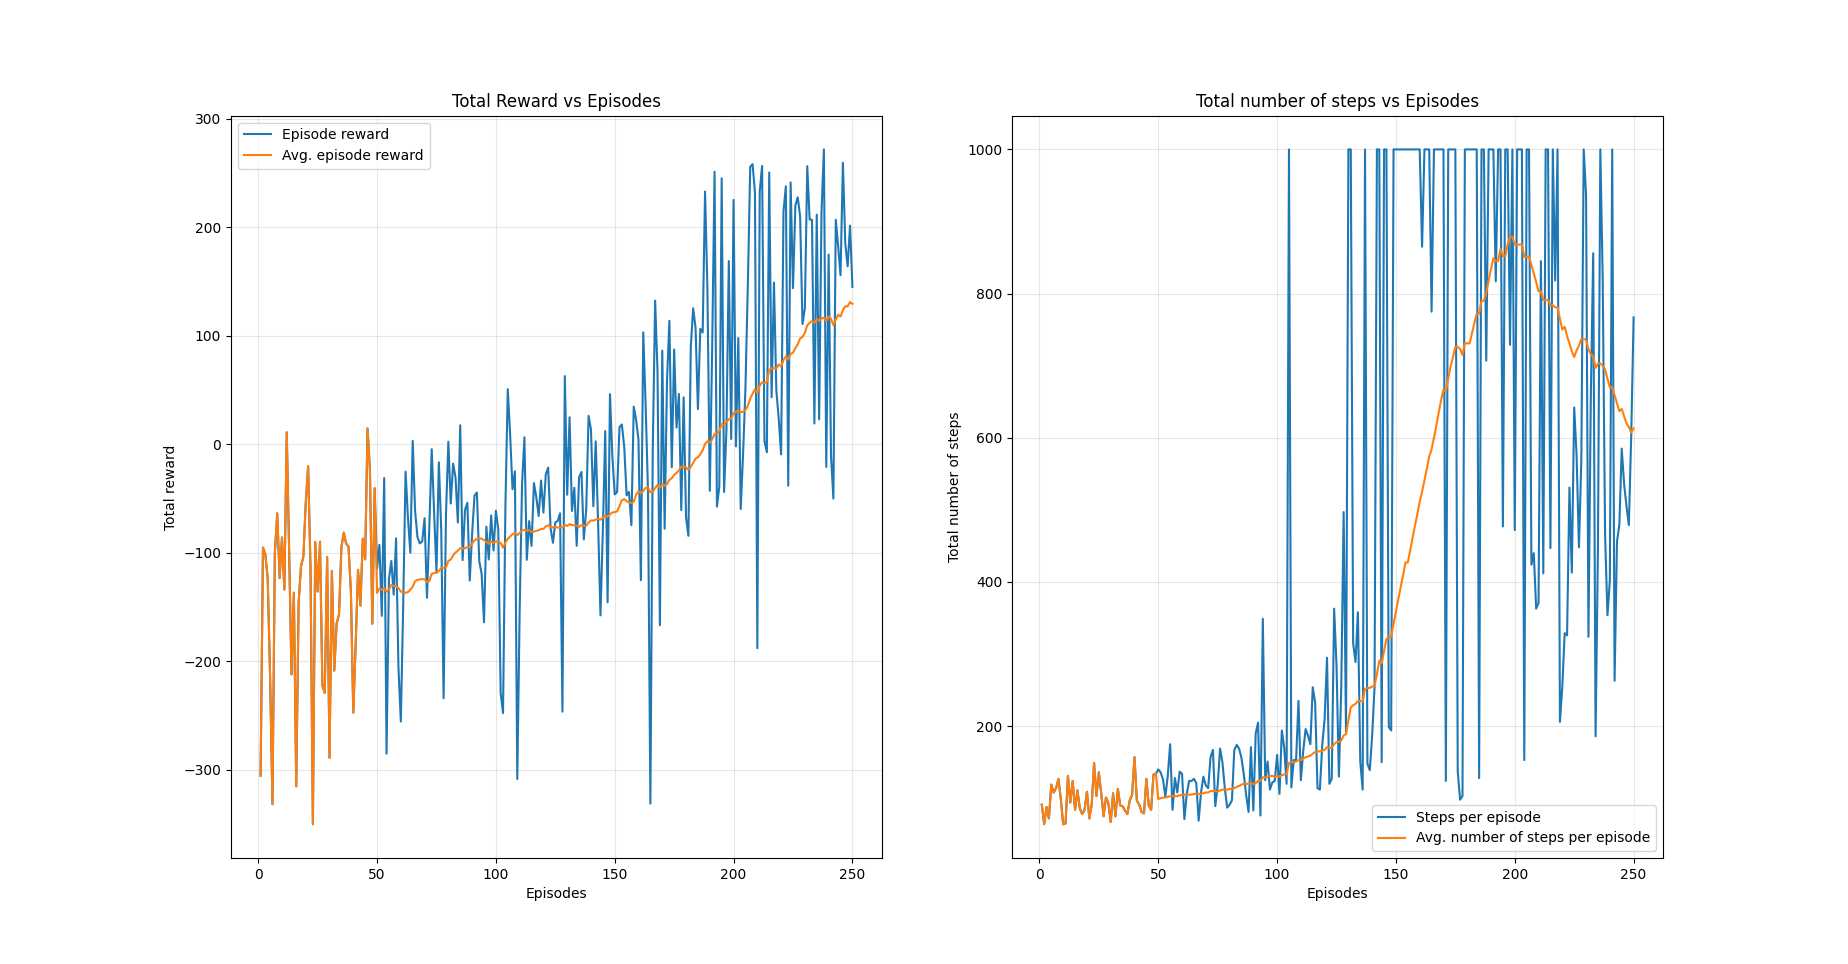 Total Reward vs Episodes
300
200
100
0
−100
−200
−300
Total reward
Episode reward
Avg. episode reward
0
50
100
150
200
250
Episodes
Total number of steps vs Episodes
1000
800
600
400
200
Total number of steps
Steps per episode
Avg. number of steps per episode
0
50
100
150
200
250
Episodes